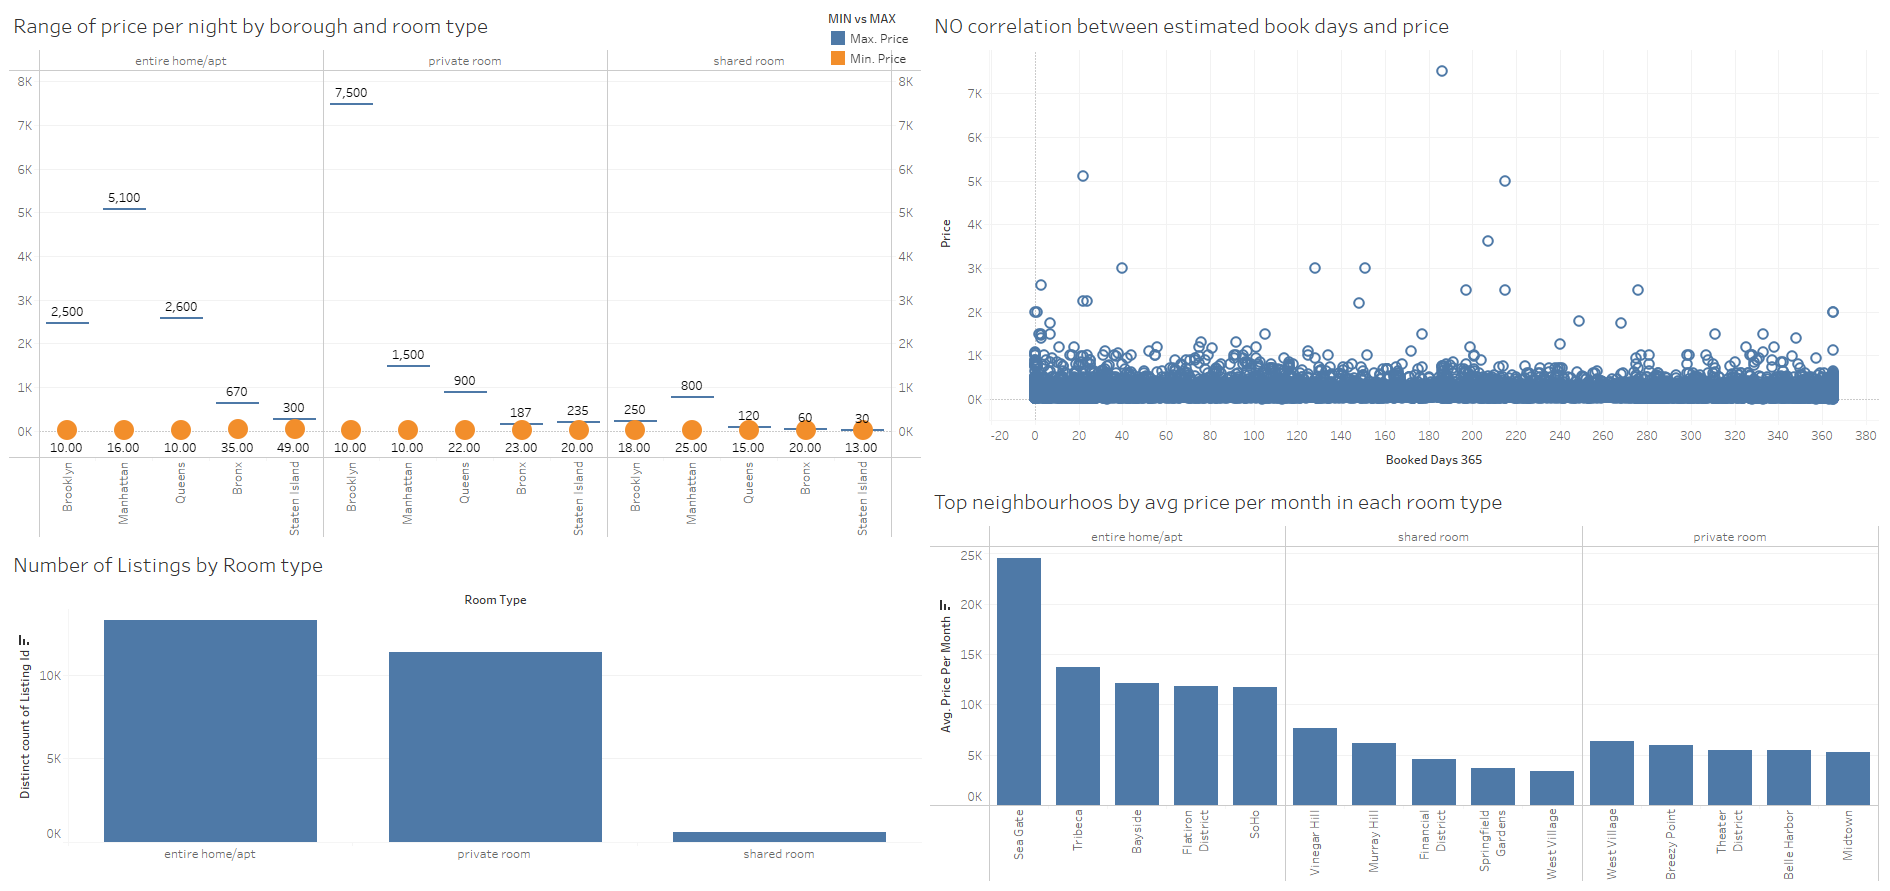 Range of price per night by borough and room type
MIN vs MAX
Max. Price
Min. Price
entire home/apt
private room
shared room
8K
7K
6K
5K
4K
3K
2K
1K
0K
8K
7K
6K
5K
4K
3K
2K
1K
0K
2,500
5,100
2,600
670
300
7,500
1,500
900
187
235
250
800
120
60
30
10.00
16.00
10.00
35.00
49.00
10.00
10.00
22.00
23.00
20.00
18.00
25.00
15.00
20.00
13.00
Brooklyn
Manhattan
Queens
Bronx
Staten Island
Brooklyn
Manhattan
Queens
Bronx
Staten Island
Brooklyn
Manhattan
Queens
Bronx
Staten Island
NO correlation between estimated book days and price
Price
7K
6K
5K
4K
3K
2K
1K
0K
-20 0 20 40 60 80 100 120 140 160 180 200 220 240 260 280 300 320 340 360 380
Booked Days 365
Number of Listings by Room type
Room Type
Distinct count of Listing Id
10K
5K
0K
entire home/apt
private room
shared room
Top neighbourhoos by avg price per month in each room type
entire home/apt
shared room
private room
Avg. Price Per Month
25K
20K
15K
10K
5K
0K
Sea Gate
Tribeca
Bayside
Flatiron
District
SoHo
Vinegar Hill
Murray Hill
Financial
District
Springfield
Gardens
West Village
West Village
Breezy Point
Theater
District
Belle Harbor
Midtown